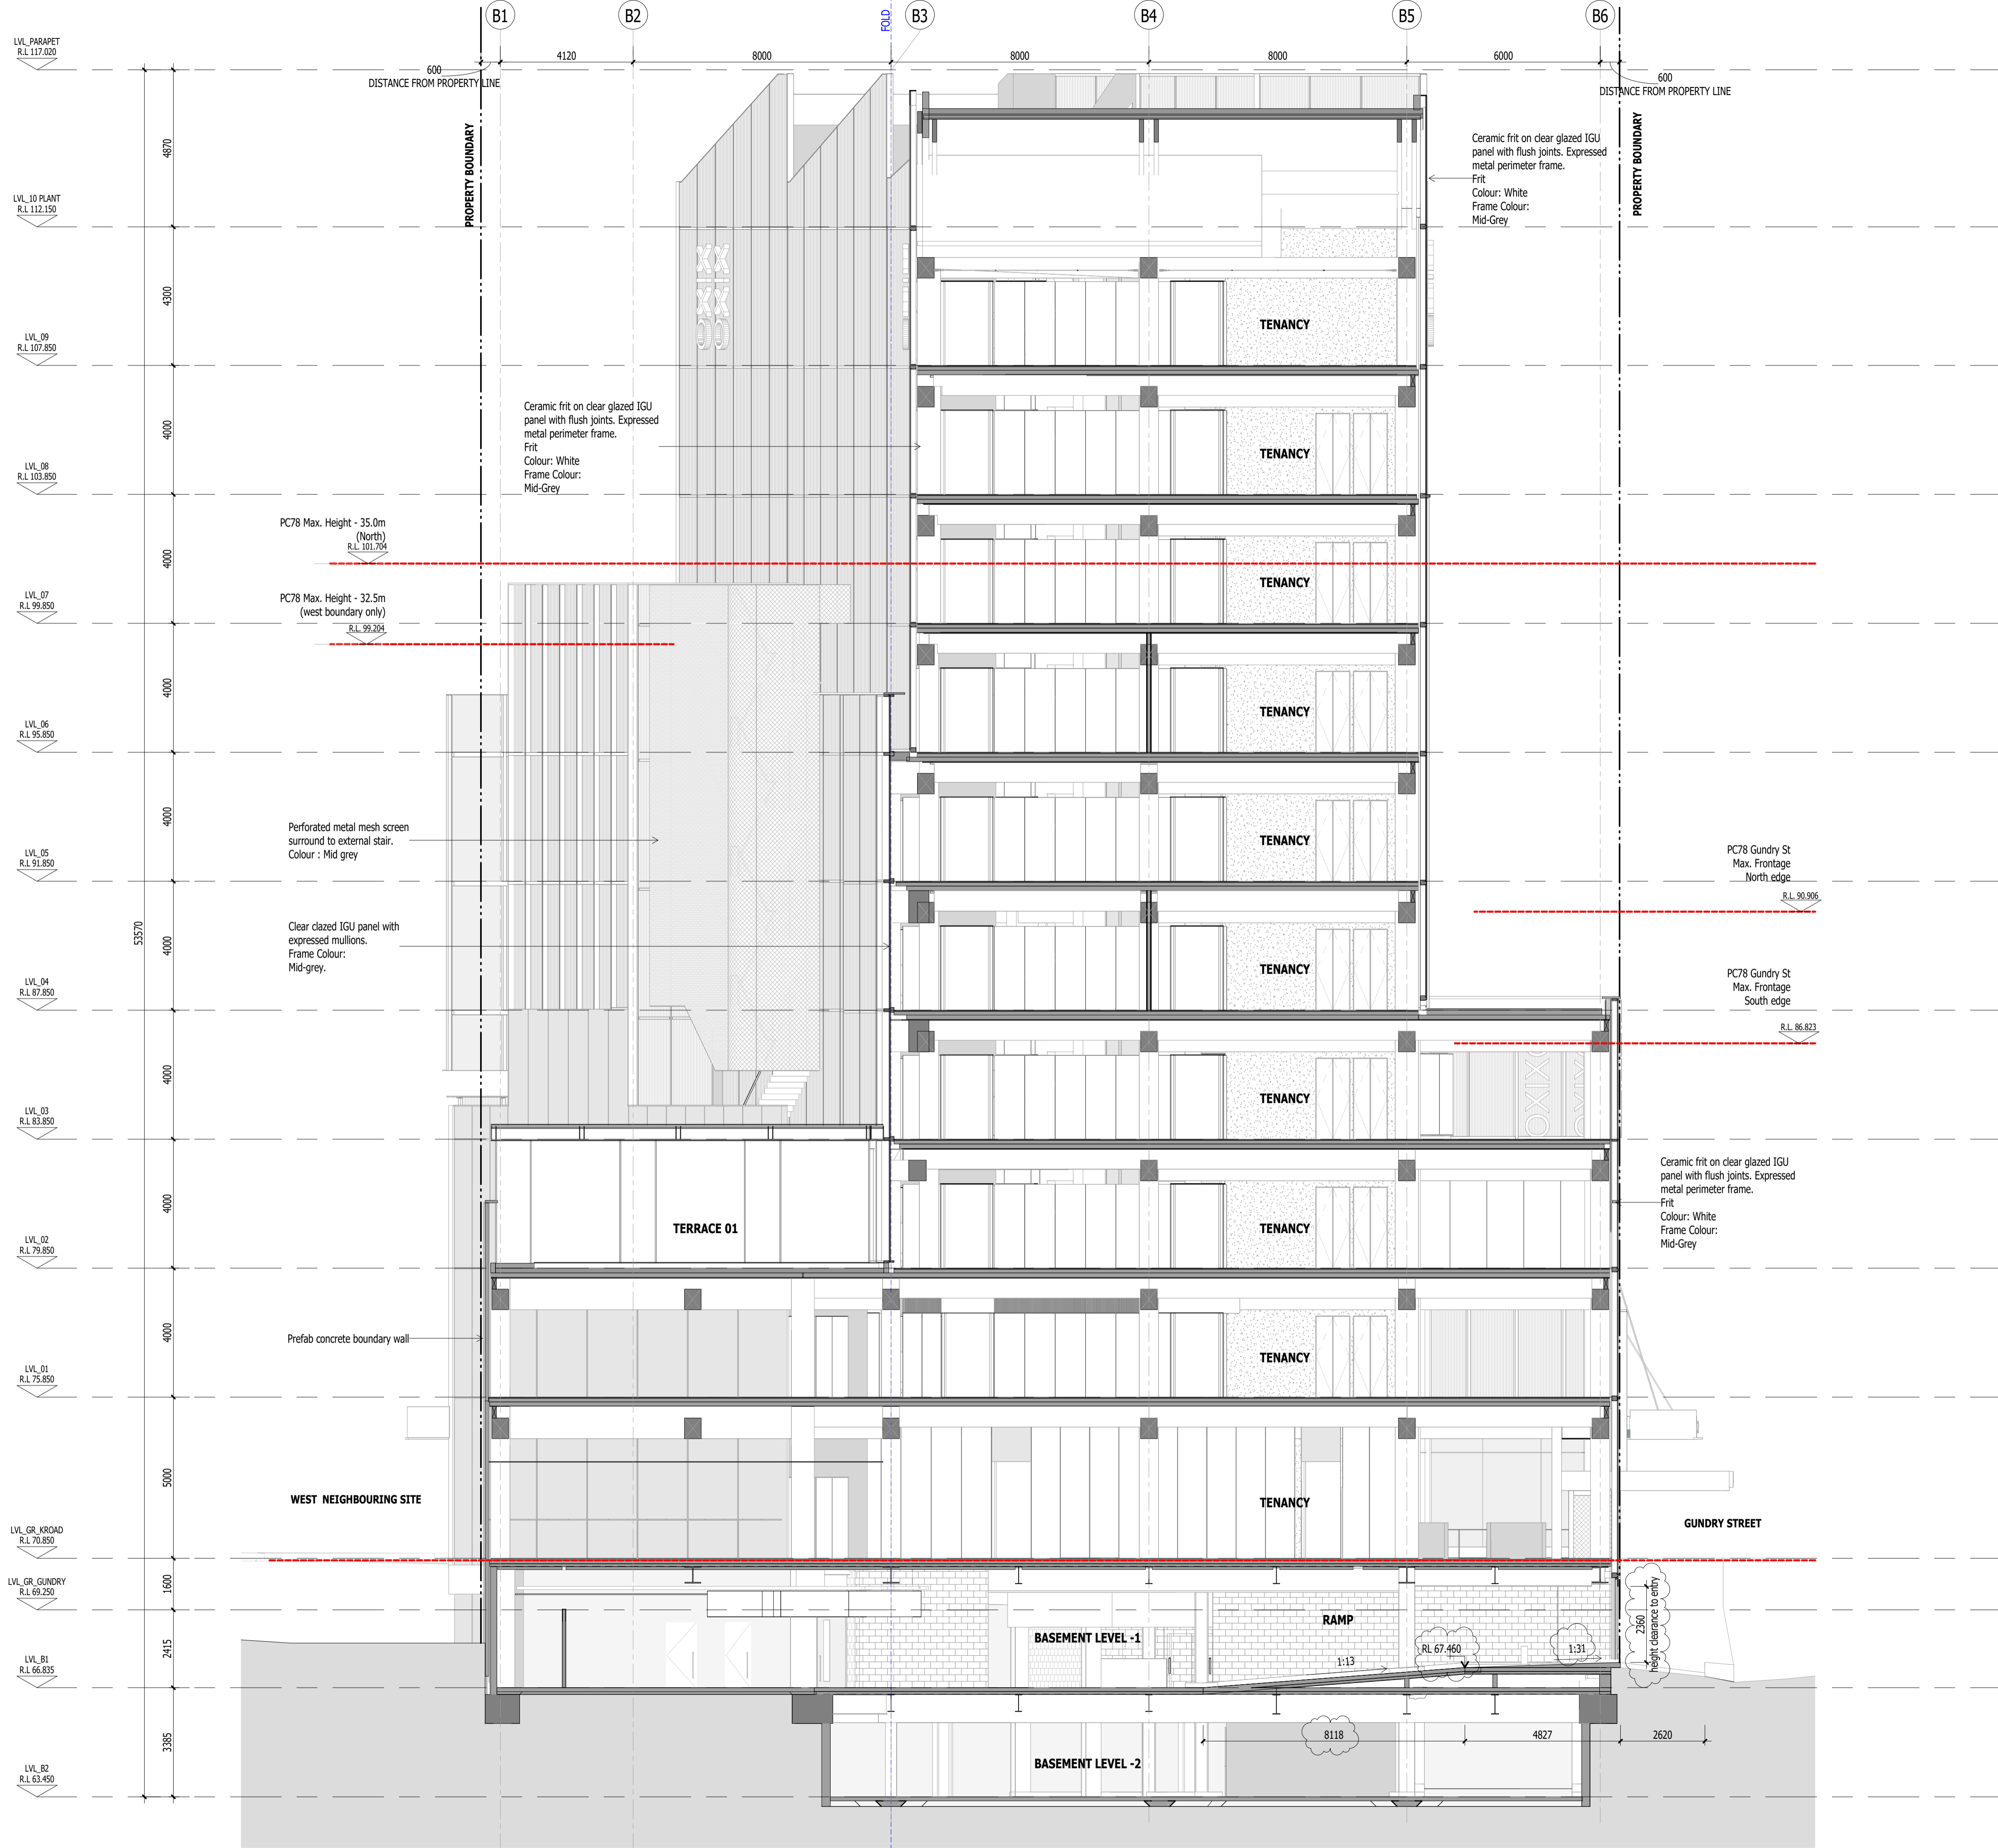 B1
B2
FOLD
B3
B4
B5
B6
LVL_PARAPET
R.L 117.020
600
DISTANCE FROM PROPERTY LINE
4120
8000
8000
8000
6000
600
DISTANCE FROM PROPERTY LINE
PROPERTY BOUNDARY
PROPERTY BOUNDARY
4870
Ceramic frit on clear glazed IGU
panel with flush joints. Expressed
metal perimeter frame.
Frit
Colour: White
Frame Colour:
Mid-Grey
LVL_10 PLANT
R.L 112.150
4300
IXIXO
IXIXO
TENANCY
LVL_09
R.L 107.850
4000
Ceramic frit on clear glazed IGU
panel with flush joints. Expressed
metal perimeter frame.
Frit
Colour: White
Frame Colour:
Mid-Grey
TENANCY
LVL_08
R.L 103.850
PC78 Max. Height - 35.0m
(North)
R.L. 101.704
4000
TENANCY
LVL_07
R.L 99.850
PC78 Max. Height - 32.5m
(west boundary only)
R.L. 99.204
4000
TENANCY
LVL_06
R.L 95.850
4000
Perforated metal mesh screen
surround to external stair.
Colour : Mid grey
TENANCY
PC78 Gundry St
Max. Frontage
North edge
R.L. 90.906
LVL_05
R.L 91.850
53570
4000
Clear clazed IGU panel with
expressed mullions.
Frame Colour:
Mid-grey.
TENANCY
PC78 Gundry St
Max. Frontage
South edge
R.L. 86.823
LVL_04
R.L 87.850
4000
TENANCY
OXIXO
LVL_03
R.L 83.850
4000
TERRACE 01
TENANCY
Ceramic frit on clear glazed IGU
panel with flush joints. Expressed
metal perimeter frame.
Frit
Colour: White
Frame Colour:
Mid-Grey
LVL_02
R.L 79.850
4000
Prefab concrete boundary wall
TENANCY
LVL_01
R.L 75.850
5000
WEST NEIGHBOURING SITE
TENANCY
GUNDRY STREET
LVL_GR_KROAD
R.L 70.850
1600
LVL_GR_GUNDRY
R.L 69.250
2415
BASEMENT LEVEL -1
RAMP
1:13
RL 67.460
1:31
2360
height clearance to entry
LVL_B1
R.L 66.835
3385
8118
4827
2620
BASEMENT LEVEL -2
LVL_B2
R.L 63.450